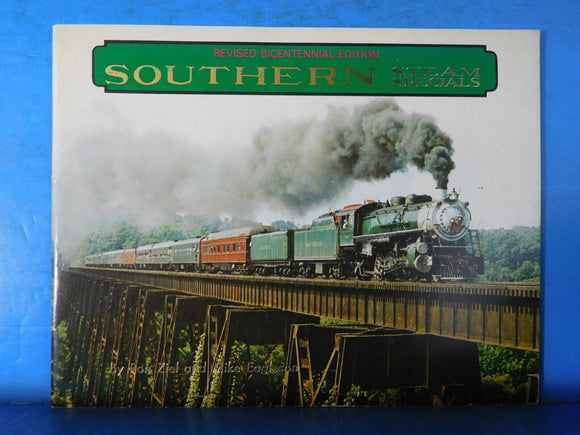 REVISED BICENTENNIAL EDITION
SOUTHERN STEAM SPECIALS
by Ron Ziel and Mike Eagleson